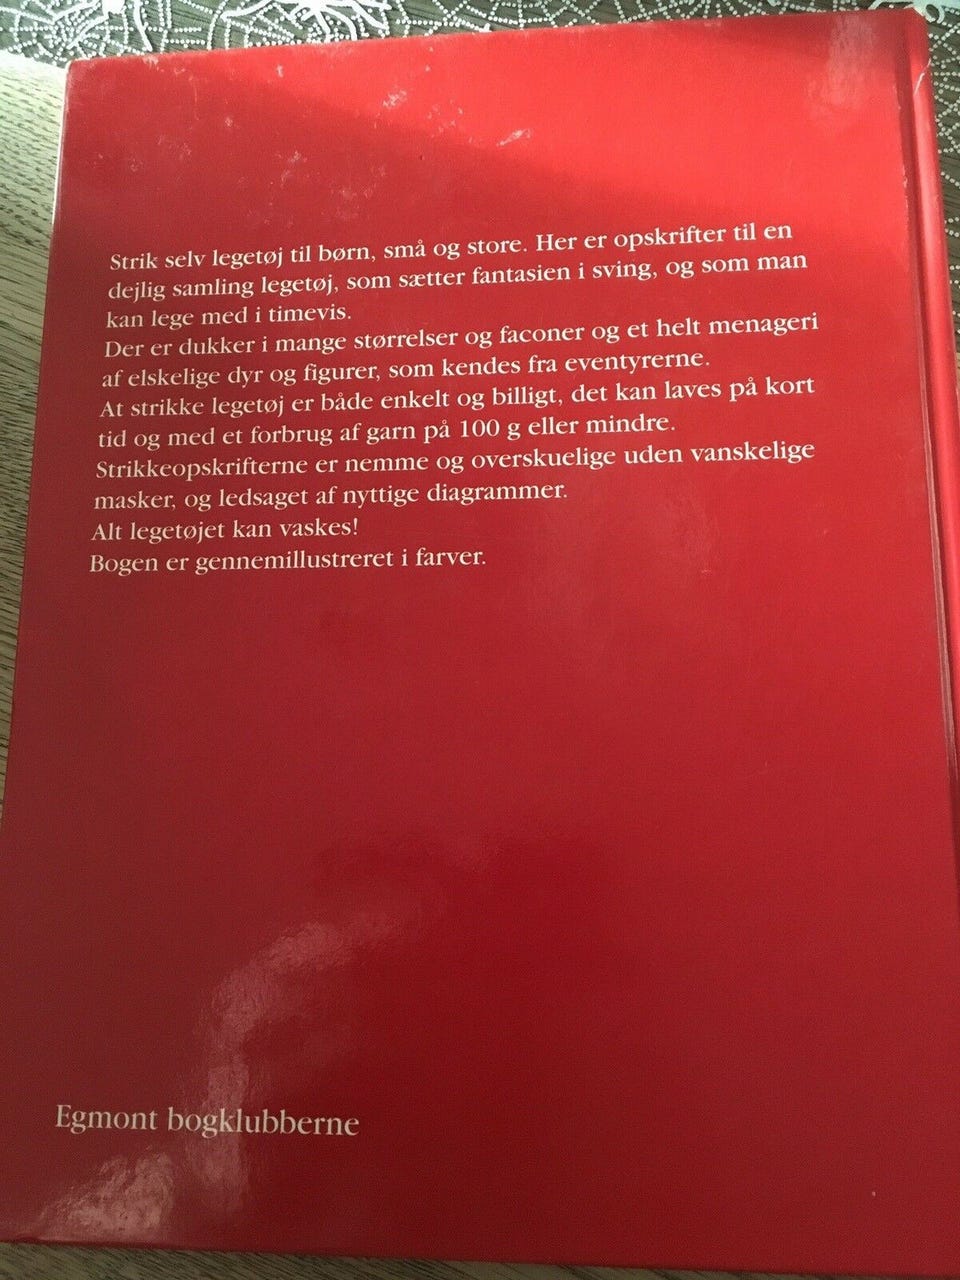 Strik selv legetøj til børn, små og store. Her er opskrifter til en
dejlig samling legetøj, som sætter fantasien i sving, og som man
kan lege med i timevis.
Der er dukker i mange størrelser og faconer og et helt menageri
af elskelige dyr og figurer, som kendes fra eventyrerne.
At strikke legetøj er både enkelt og billigt, det kan laves på kort
tid og med et forbrug af garn på 100 g eller mindre.
Strikkeopskrifterne er nemme og overskuelige uden vanskelige
masker, og ledsaget af nyttige diagrammer.
Alt legetøjet kan vaskes!
Bogen er gennemillustreret i farver.
Egmont bogklubberne